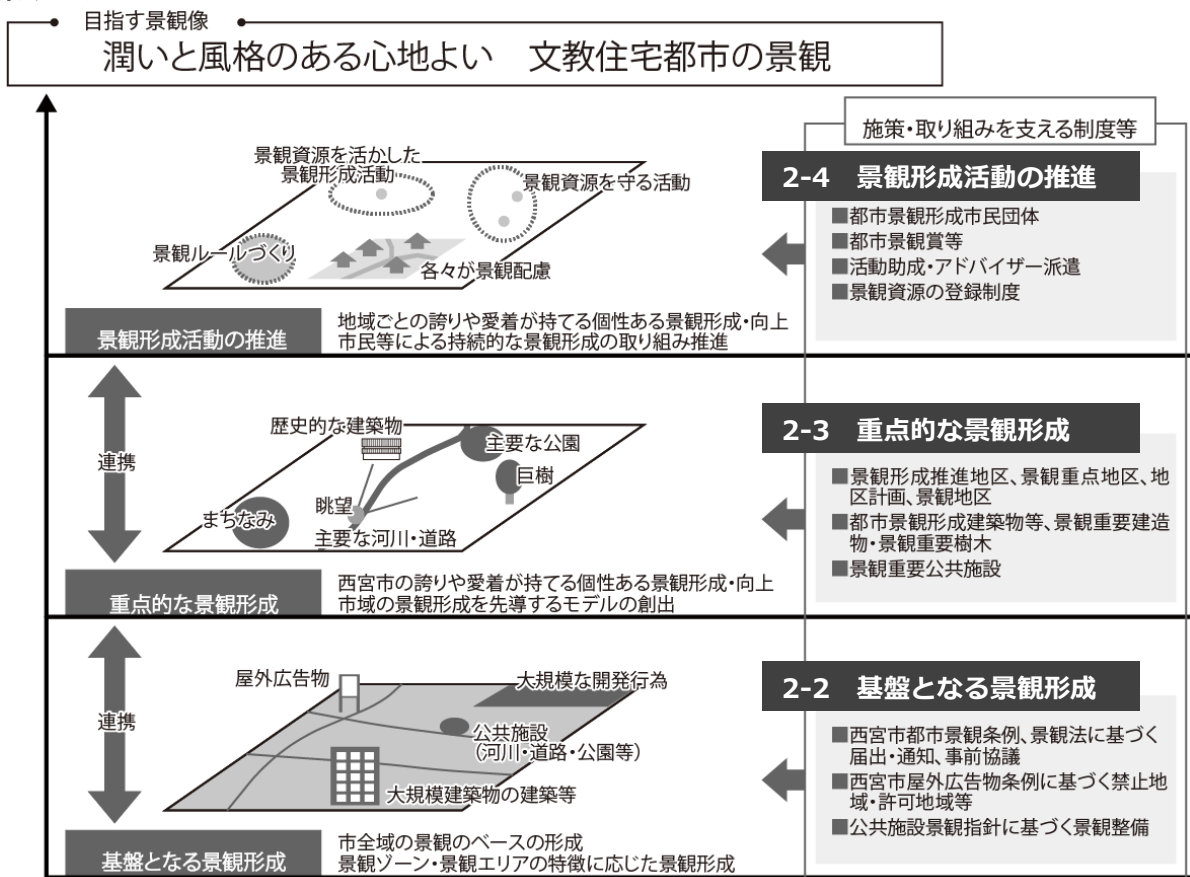 目指す景観像
潤いと風格のある心地よい 文教住宅都市の景観
施策・取り組みを支える制度等
景観資源を活かした
景観形成活動
景観資源を守る活動
景観ルールづくり
各々が景観配慮
2-4 景観形成活動の推進
■都市景観形成市民団体
■都市景観賞等
■活動助成・アドバイザー派遣
■景観資源の登録制度
景観形成活動の推進
地域ごとの誇りや愛着が持てる個性ある景観形成・向上
市民等による持続的な景観形成の取り組み推進
連携
歴史的な建築物
主要な公園
巨樹
眺望
まちなみ
主要な河川・道路
2-3 重点的な景観形成
■景観形成推進地区、景観重点地区、地
区計画、景観地区
■都市景観形成建築物等、景観重要建造
物・景観重要樹木
■景観重要公共施設
重点的な景観形成
西宮市の誇りや愛着が持てる個性ある景観形成・向上
市域の景観形成を先導するモデルの創出
連携
屋外広告物
大規模な開発行為
公共施設
(河川・道路・公園等)
大規模建築物の建築等
2-2 基盤となる景観形成
■西宮市都市景観条例、景観法に基づく
届出・通知、事前協議
■西宮市屋外広告物条例に基づく禁止地
域・許可地域等
■公共施設景観指針に基づく景観整備
基盤となる景観形成
市全域の景観のベースの形成
景観ゾーン・景観エリアの特徴に応じた景観形成